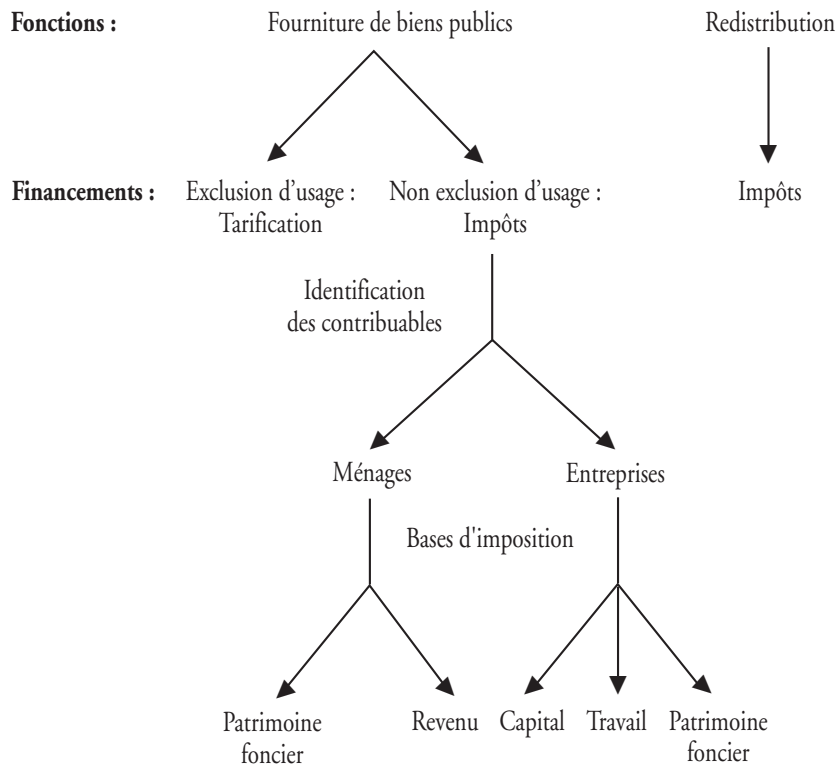 Fonctions : Fourniture de biens publics Redistribution
Financements : Exclusion d'usage : Non exclusion d'usage : Impôts
Tarification Impôts
Identification
des contribuables
Ménages Entreprises
Bases d'imposition
Patrimoine Revenu Capital Travail Patrimoine
foncier foncier